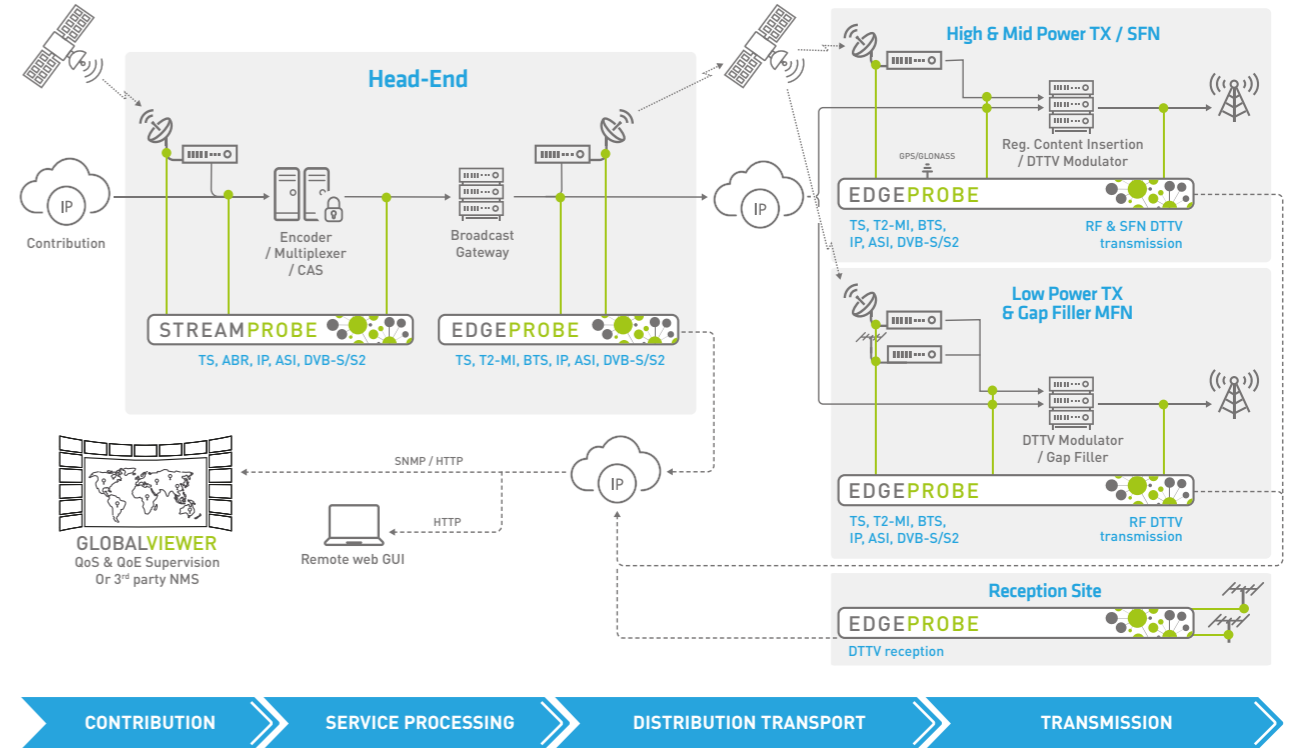 Head-End
IP
Contribution
Encoder
/ Multiplexer
/ CAS
Broadcast
Gateway
IP
STREAMPROBE
TS, ABR, IP, ASI, DVB-S/S2
EDGEPROBE
TS, T2-MI, BTS, IP, ASI, DVB-S/S2
High & Mid Power TX / SFN
Reg. Content Insertion
/ DTTV Modulator
GPS/GLONASS
EDGEPROBE
TS, T2-MI, BTS,
IP, ASI, DVB-S/S2
RF & SFN DTTV
transmission
Low Power TX
& Gap Filler MFN
DTTV Modulator
/ Gap Filler
EDGEPROBE
TS, T2-MI, BTS,
IP, ASI, DVB-S/S2
RF DTTV
transmission
SNMP / HTTP
IP
HTTP
Remote web GUI
GLOBALVIEWER
QoS & QoE Supervision
Or 3rd party NMS
Reception Site
EDGEPROBE
DTTV reception
CONTRIBUTION
SERVICE PROCESSING
DISTRIBUTION TRANSPORT
TRANSMISSION